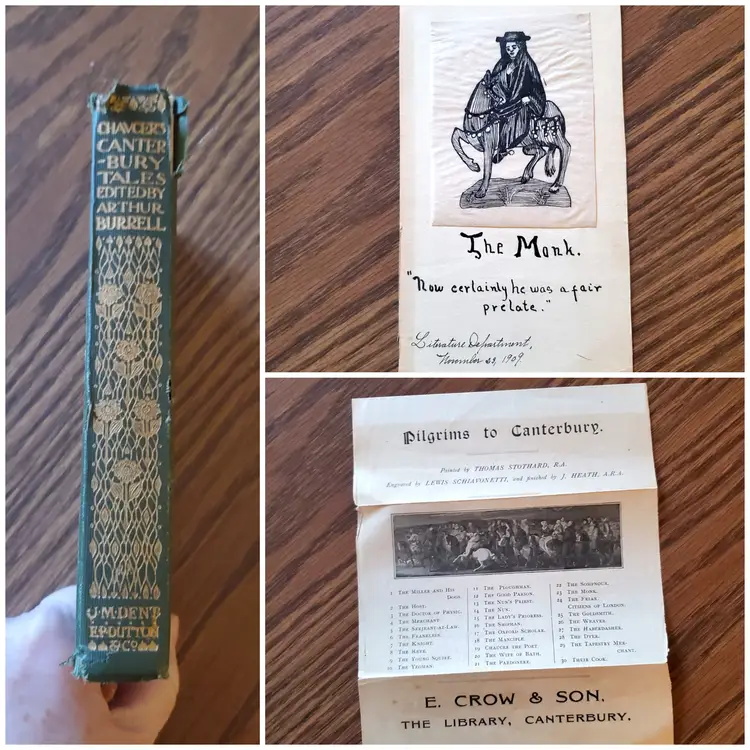 CHAUCER'S
CANTER
-BURY
TALES
EDITED BY
ARTHUR
BURRELL
J·M·DENT
E·P·DUTTON
& Co
The Monk.
"Now certainly he was a fair
prelate."
Literature Department,
November 23, 1909.
Pilgrims to Canterbury.
Painted by THOMAS STOTHARD, R.A.
Engraved by LEWIS SCHIAVONETTI, and finished by J. HEATH, A.R.A.
1 THE MILLER AND HIS
DOGS.
2 THE HOST.
3 THE DOCTOR OF PHYSIC.
4 THE MERCHANT.
5 THE SERJEANT-AT-LAW.
6 THE FRANKLIN.
7 THE KNIGHT.
8 THE REVE.
9 THE YOUNG SQUIRE.
10 THE YEOMAN.
11 THE PLOUGHMAN.
12 THE GOOD PARSON.
13 THE NUN'S PRIEST.
14 THE NUN.
15 THE LADY'S PRIORESS.
16 THE SHIPMAN.
17 THE OXFORD SCHOLAR.
18 THE MANCIPLE.
19 CHAUCER THE POET.
20 THE WIFE OF BATH.
21 THE PARDONERE.
22 THE SOMPNOUR.
23 THE MONK.
24 THE FRIAR.
CITIZENS OF LONDON.
25 THE GOLDSMITH.
26 THE WEAVER.
27 THE HABERDASHER.
28 THE DYER.
29 THE TAPESTRY MER-
CHANT.
30 THEIR COOK.
E. CROW & SON,
THE LIBRARY, CANTERBURY.